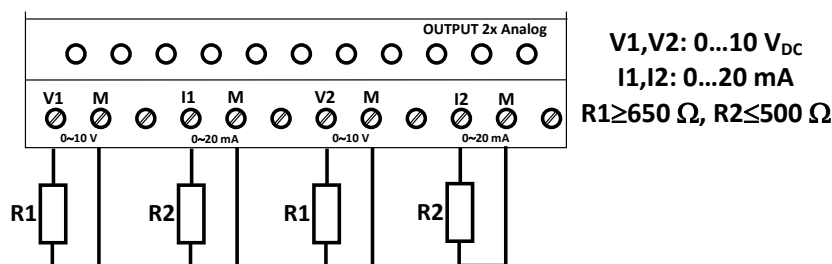 OUTPUT 2x Analog
V1 M I1 M V2 M I2 M
0~10 V 0~20 mA 0~10 V 0~20 mA
R1 R2 R1 R2
V1,V2: 0...10 VDC
I1,I2: 0...20 mA
R1≥650 Ω, R2≤500 Ω